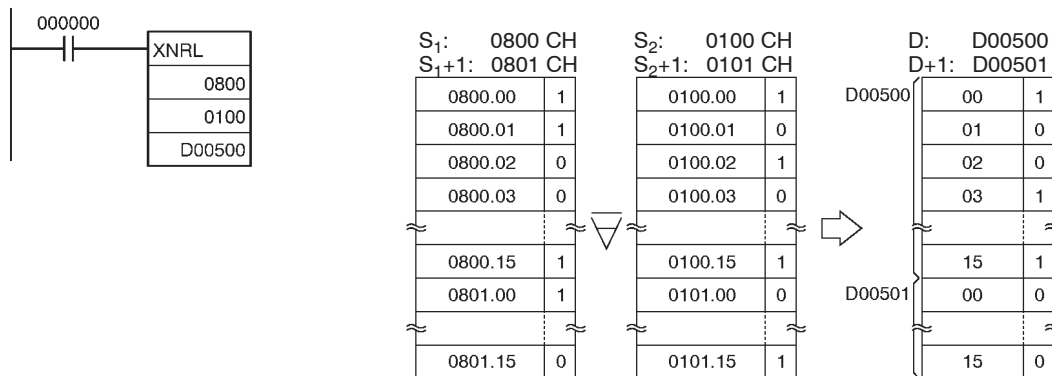 000000
XNRL
0800
0100
D00500
S₁: 0800 CH
S₁+1: 0801 CH
0800.00 1
0800.01 1
0800.02 0
0800.03 0
0800.15 1
0801.00 1
0801.15 0
S₂: 0100 CH
S₂+1: 0101 CH
0100.00 1
0100.01 0
0100.02 1
0100.03 0
0100.15 1
0101.00 0
0101.15 1
D: D00500
D+1: D00501
D00500
00 1
01 0
02 0
03 1
15 1
D00501
00 0
15 0